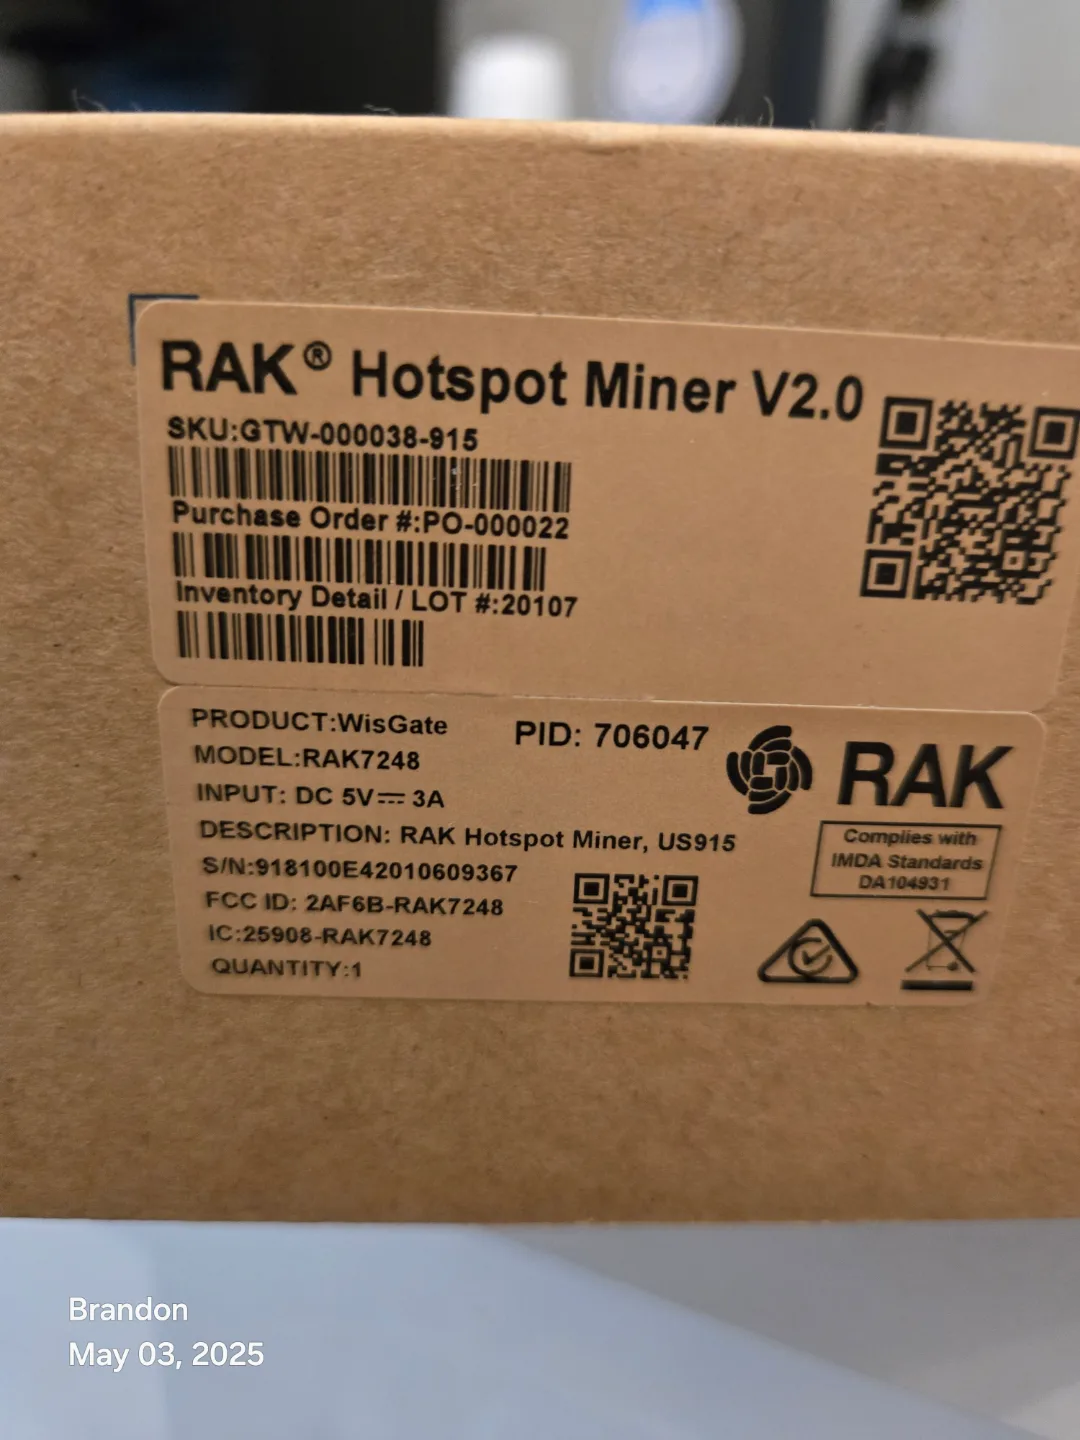 RAK® Hotspot Miner V2.0
SKU:GTW-000038-915
Purchase Order #:PO-000022
Inventory Detail / LOT #:20107
PRODUCT:WisGate
PID: 706047
MODEL:RAK7248
INPUT: DC 5V⎓ 3A
DESCRIPTION: RAK Hotspot Miner, US915
S/N:918100E42010609367
FCC ID: 2AF6B-RAK7248
IC:25908-RAK7248
QUANTITY:1
RAK
Complies with
IMDA Standards
DA104931
Brandon
May 03, 2025